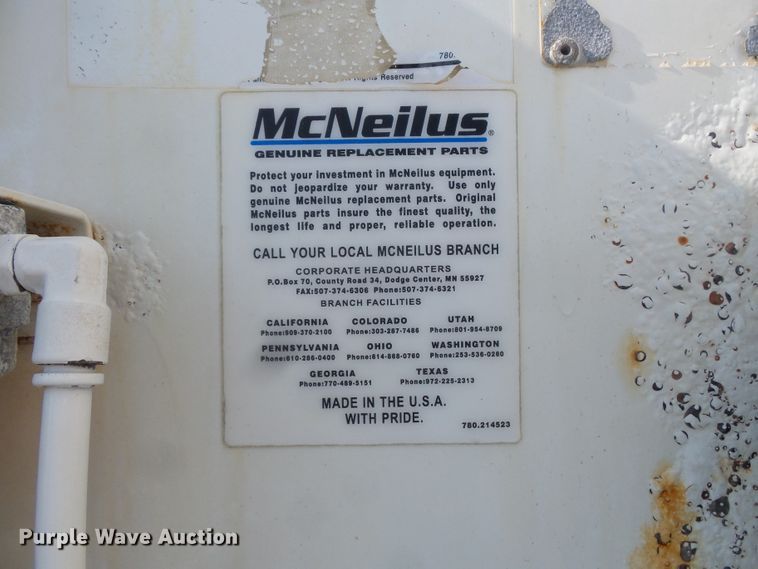 780.
ghts Reserved
McNeilus®
GENUINE REPLACEMENT PARTS
Protect your investment in McNeilus equipment.
Do not jeopardize your warranty. Use only
genuine McNeilus replacement parts. Original
McNeilus parts insure the finest quality, the
longest life and proper, reliable operation.
CALL YOUR LOCAL MCNEILUS BRANCH
CORPORATE HEADQUARTERS
P.O.Box 70, County Road 34, Dodge Center, MN 55927
FAX:507-374-6306 Phone:507-374-6321
BRANCH FACILITIES
CALIFORNIA COLORADO UTAH
Phone:909-370-2100 Phone:303-287-7486 Phone:801-954-8709
PENNSYLVANIA OHIO WASHINGTON
Phone:610-286-0400 Phone:614-868-0760 Phone:253-536-0280
GEORGIA TEXAS
Phone:770-489-5151 Phone:972-225-2313
MADE IN THE U.S.A.
WITH PRIDE.
780.214523
Purple Wave Auction